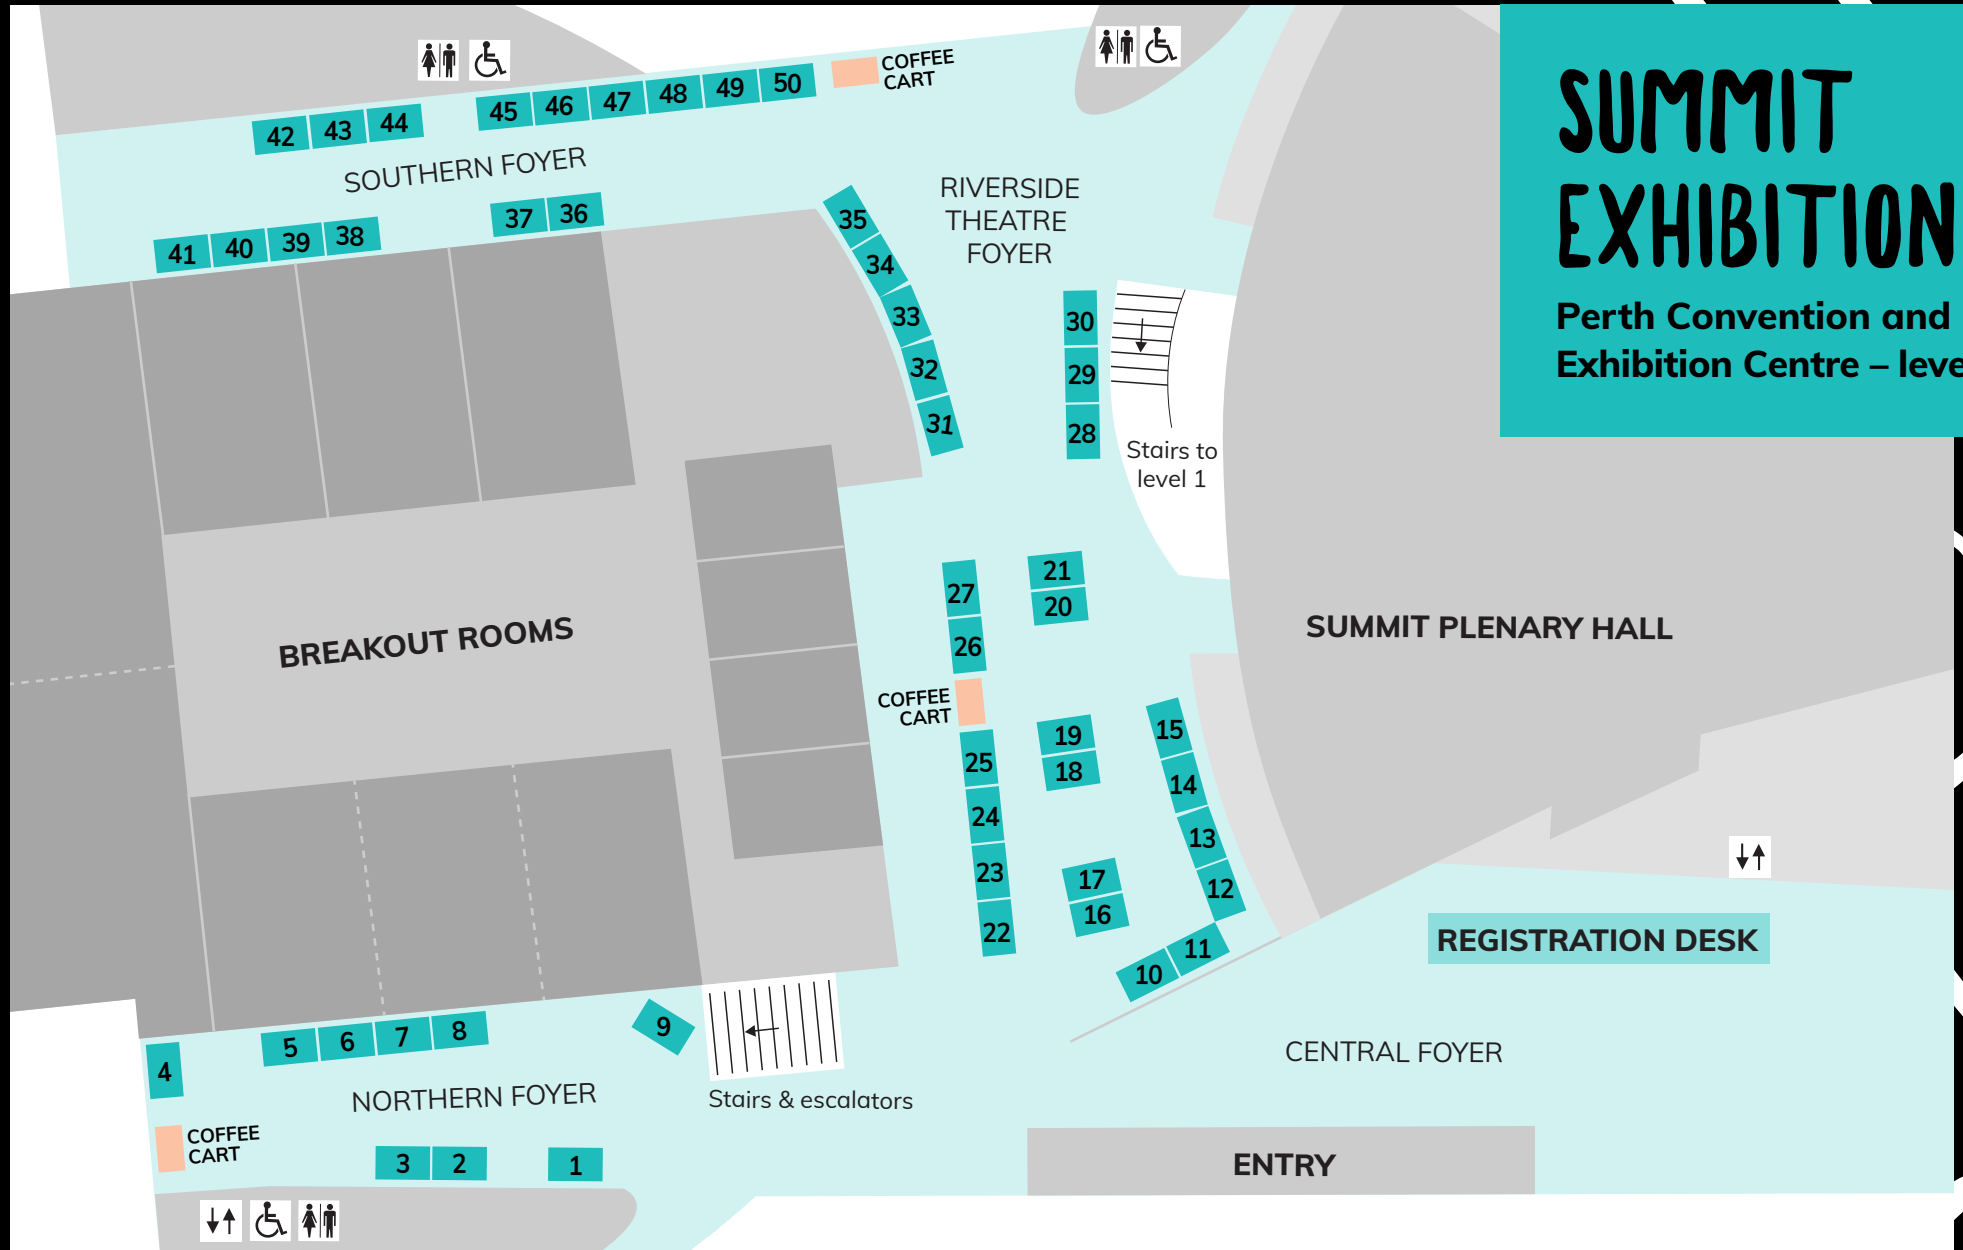 SUMMIT
EXHIBITION
Perth Convention and
Exhibition Centre – leve
COFFEE
CART
42 43 44 45 46 47 48 49 50
SOUTHERN FOYER
41 40 39 38 37 36
RIVERSIDE
THEATRE
FOYER
35
34
33
32
31
30
29
28
Stairs to
level 1
BREAKOUT ROOMS
27
26
COFFEE
CART
25
24
23
22
21
20
19
18
17
16
15
14
13
12
11
10
SUMMIT PLENARY HALL
REGISTRATION DESK
CENTRAL FOYER
ENTRY
9
Stairs & escalators
5 6 7 8
4
NORTHERN FOYER
COFFEE
CART
3 2 1